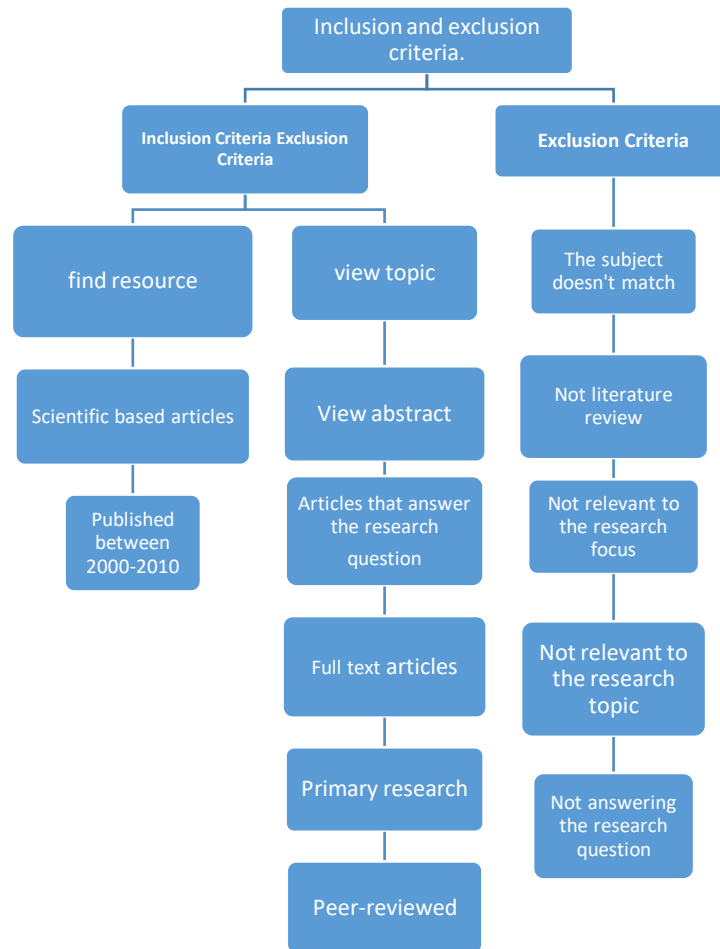 Inclusion and exclusion
criteria.
Inclusion Criteria Exclusion
Criteria
find resource
Scientific based articles
Published
between
2000-2010
view topic
View abstract
Articles that answer
the research
question
Full text articles
Primary research
Peer-reviewed
Exclusion Criteria
The subject
doesn't match
Not literature
review
Not relevant to
the research
focus
Not relevant to
the research
topic
Not answering
the research
question